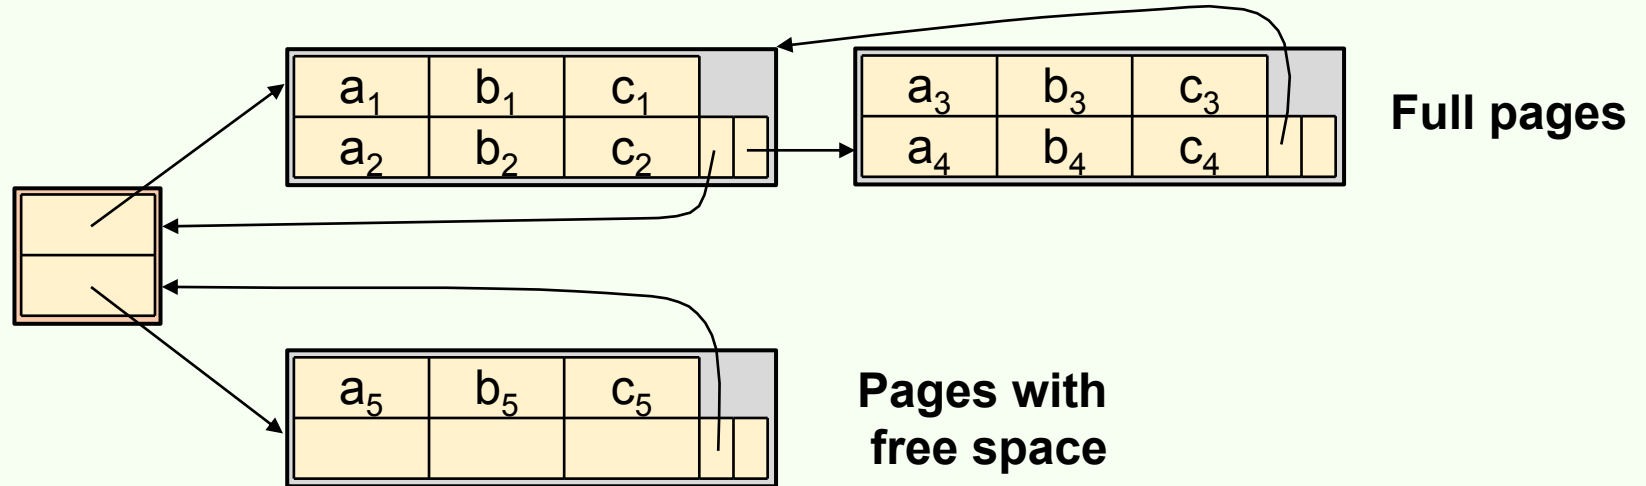 a₁ b₁ c₁
a₂ b₂ c₂
a₃ b₃ c₃
a₄ b₄ c₄
Full pages
a₅ b₅ c₅
Pages with
free space